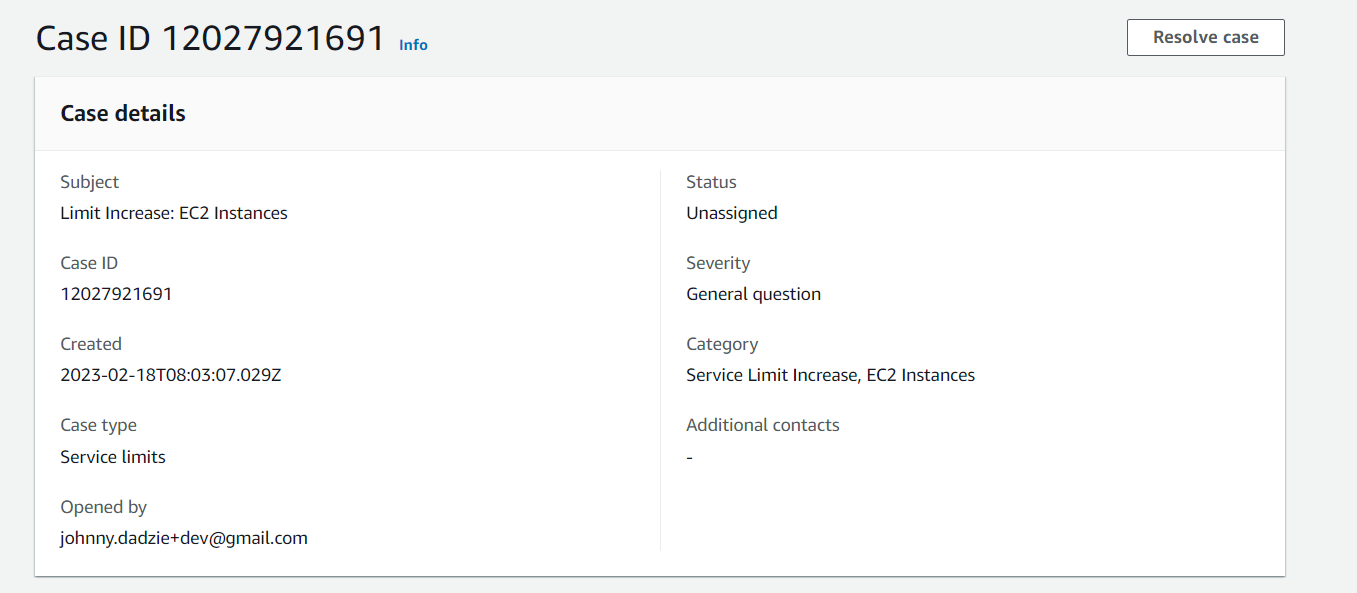 Case ID 12027921691 Info
Resolve case
Case details
Subject
Limit Increase: EC2 Instances
Case ID
12027921691
Created
2023-02-18T08:03:07.029Z
Case type
Service limits
Opened by
johnny.dadzie+dev@gmail.com
Status
Unassigned
Severity
General question
Category
Service Limit Increase, EC2 Instances
Additional contacts
-